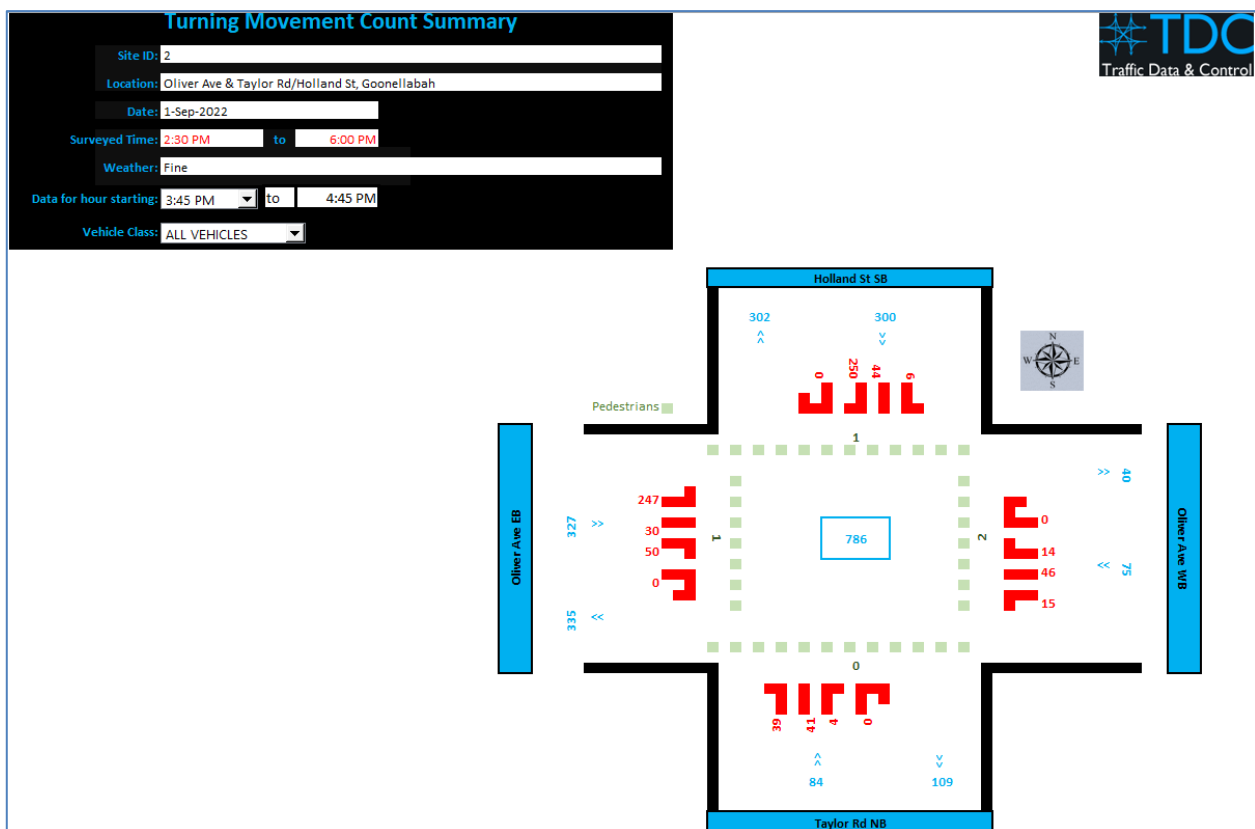 Turning Movement Count Summary
TDC
Traffic Data & Control
Site ID: 2
Location: Oliver Ave & Taylor Rd/Holland St, Goonellabah
Date: 1-Sep-2022
Surveyed Time: 2:30 PM to 6:00 PM
Weather: Fine
Data for hour starting: 3:45 PM to 4:45 PM
Vehicle Class: ALL VEHICLES
Holland St SB
302 300
<< >>
N
W E
S
0 250 44 6
Pedestrians
1
Oliver Ave EB
327 >>
335 <<
247
30
50
0
1
786
2
0
14
46
15
>> 40
<< 75
Oliver Ave WB
0
39 41 4 0
<< >>
84 109
Taylor Rd NB